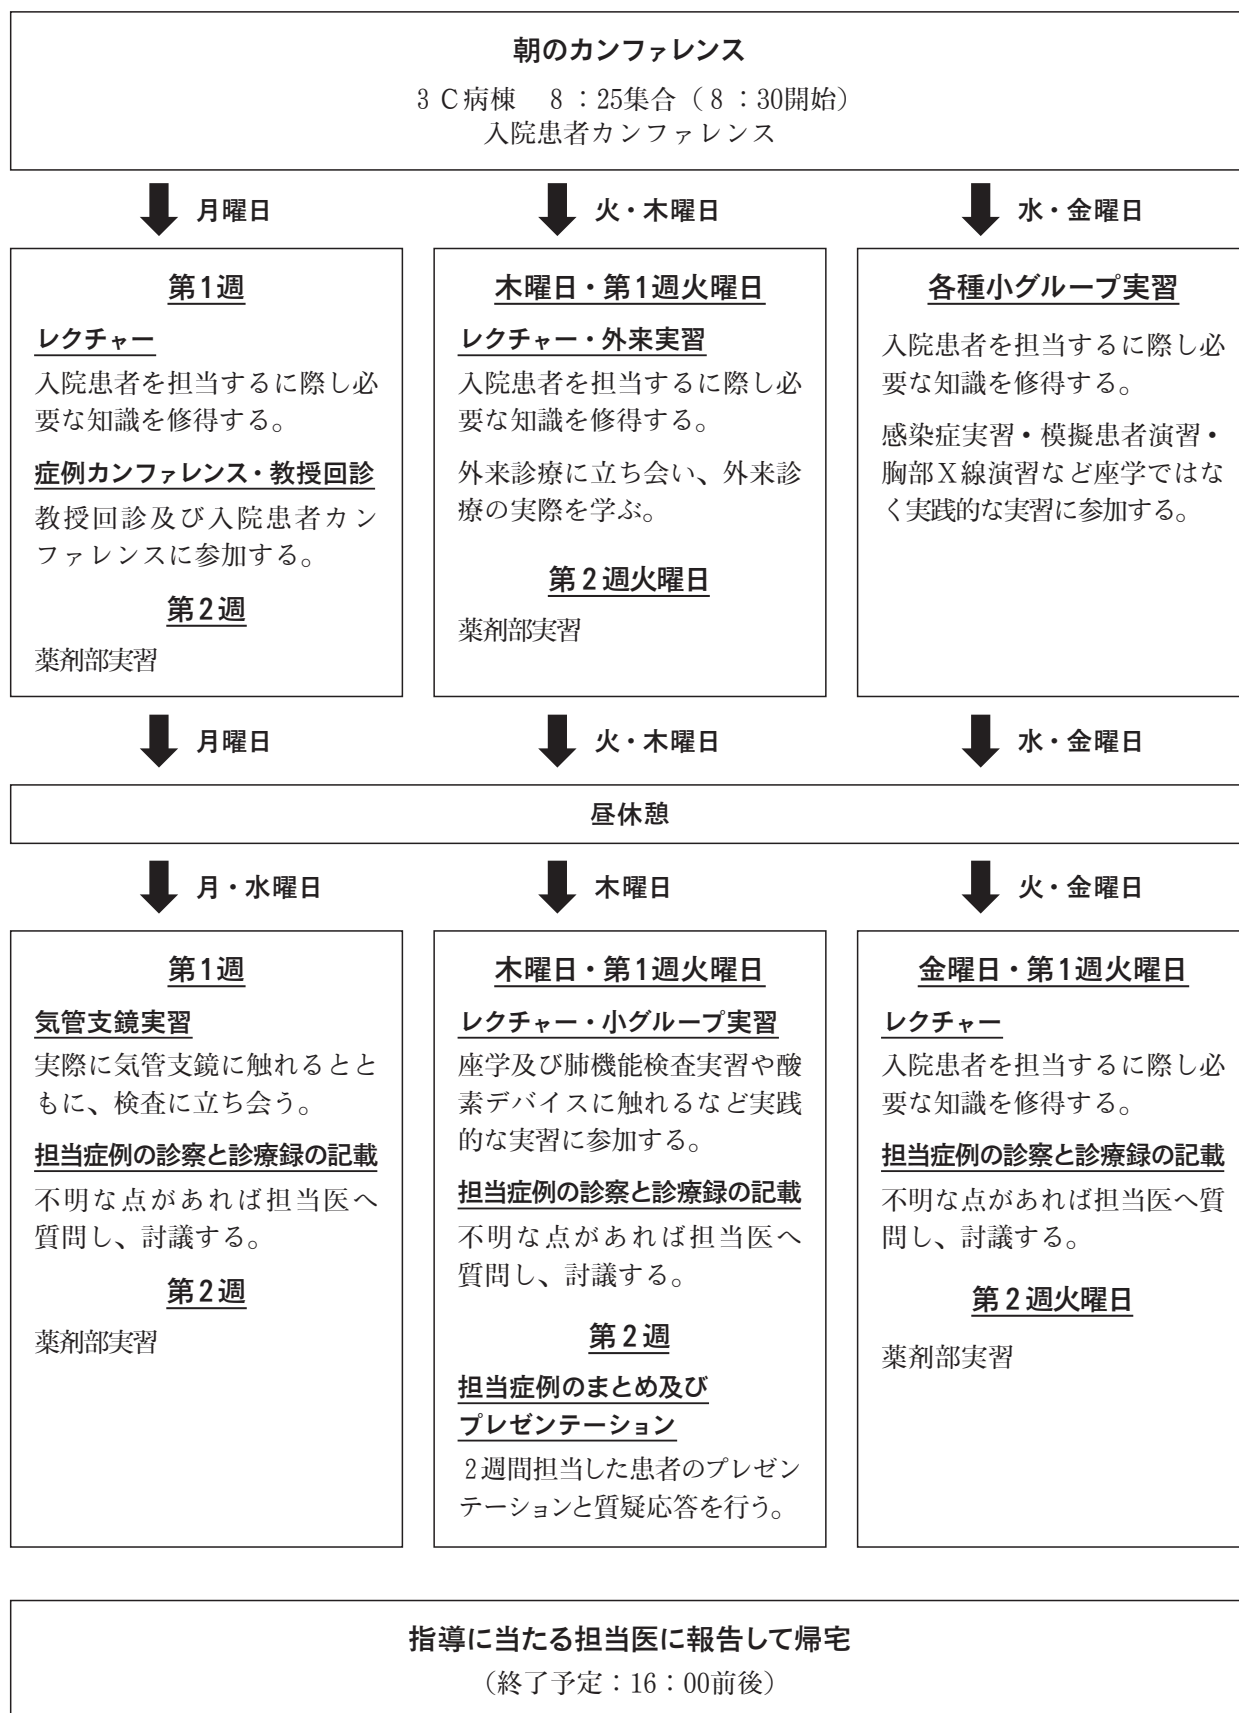 朝のカンファレンス
3C病棟　8：25集合（8：30開始）
入院患者カンファレンス
月曜日
火・木曜日
水・金曜日
第1週
レクチャー
入院患者を担当するに際し必
要な知識を修得する。
症例カンファレンス・教授回診
教授回診及び入院患者カン
ファレンスに参加する。
第2週
薬剤部実習
木曜日・第1週火曜日
レクチャー・外来実習
入院患者を担当するに際し必
要な知識を修得する。
外来診療に立ち会い、外来診
療の実際を学ぶ。
第2週火曜日
薬剤部実習
各種小グループ実習
入院患者を担当するに際し必
要な知識を修得する。
感染症実習・模擬患者演習・
胸部X線演習など座学ではな
く実践的な実習に参加する。
月曜日
火・木曜日
水・金曜日
昼休憩
月・水曜日
木曜日
火・金曜日
第1週
気管支鏡実習
実際に気管支鏡に触れるとと
もに、検査に立ち会う。
担当症例の診察と診療録の記載
不明な点があれば担当医へ
質問し、討議する。
第2週
薬剤部実習
木曜日・第1週火曜日
レクチャー・小グループ実習
座学及び肺機能検査実習や酸
素デバイスに触れるなど実践
的な実習に参加する。
担当症例の診察と診療録の記載
不明な点があれば担当医へ
質問し、討議する。
第2週
担当症例のまとめ及び
プレゼンテーション
2週間担当した患者のプレゼン
テーションと質疑応答を行う。
金曜日・第1週火曜日
レクチャー
入院患者を担当するに際し必
要な知識を修得する。
担当症例の診察と診療録の記載
不明な点があれば担当医へ質
問し、討議する。
第2週火曜日
薬剤部実習
指導に当たる担当医に報告して帰宅
（終了予定：16：00前後）